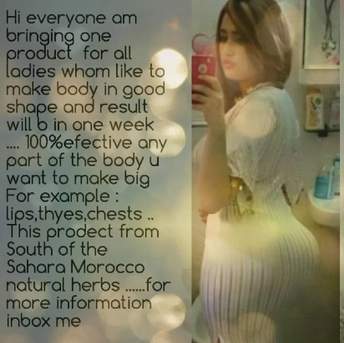 Hi everyone am
bringing one
product for all
ladies whom like to
make body in good
shape and result
will b in one week
.... 100%efective any
part of the body u
want to make big
For example :
lips,thyes,chests ..
This prodect from
South of the
Sahara Morocco
natural herbs ......for
more information
inbox me